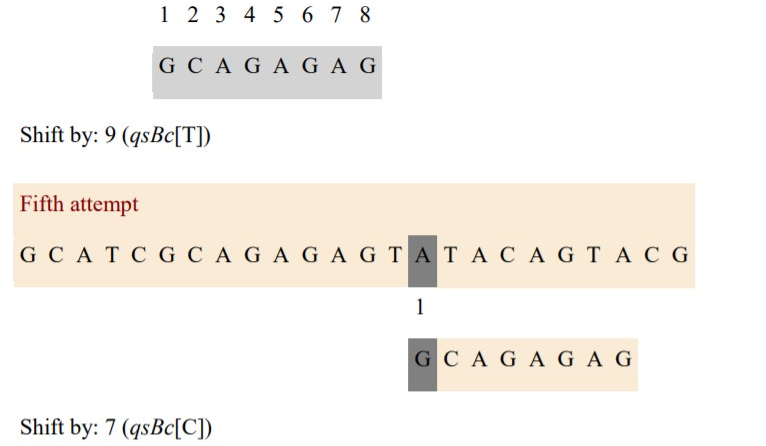 1 2 3 4 5 6 7 8
G C A G A G A G
Shift by: 9 (qsBc[T])
Fifth attempt
G C A T C G C A G A G A G T A T A C A G T A C G
1
G C A G A G A G
Shift by: 7 (qsBc[C])